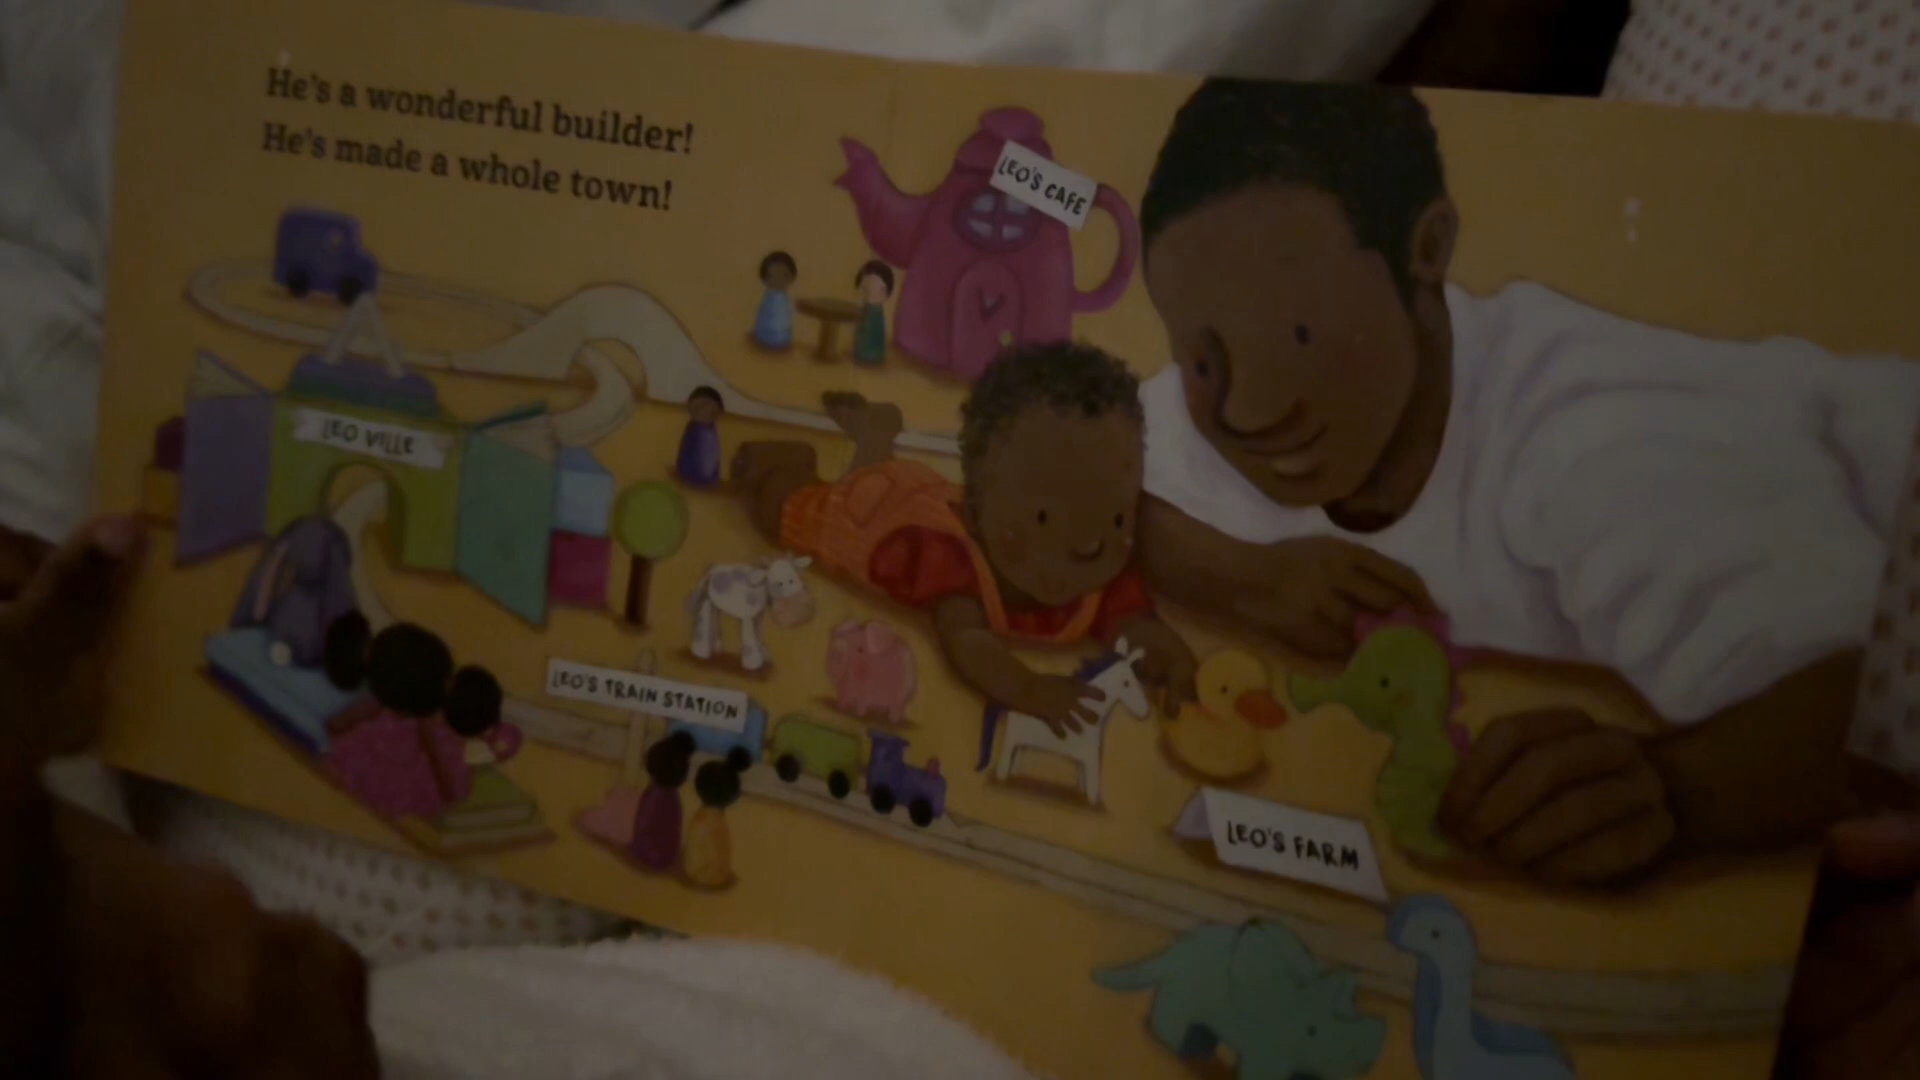 He's a wonderful builder!
He's made a whole town!
LEO'S CAFE
LEO VILLE
LEO'S TRAIN STATION
LEO'S FARM